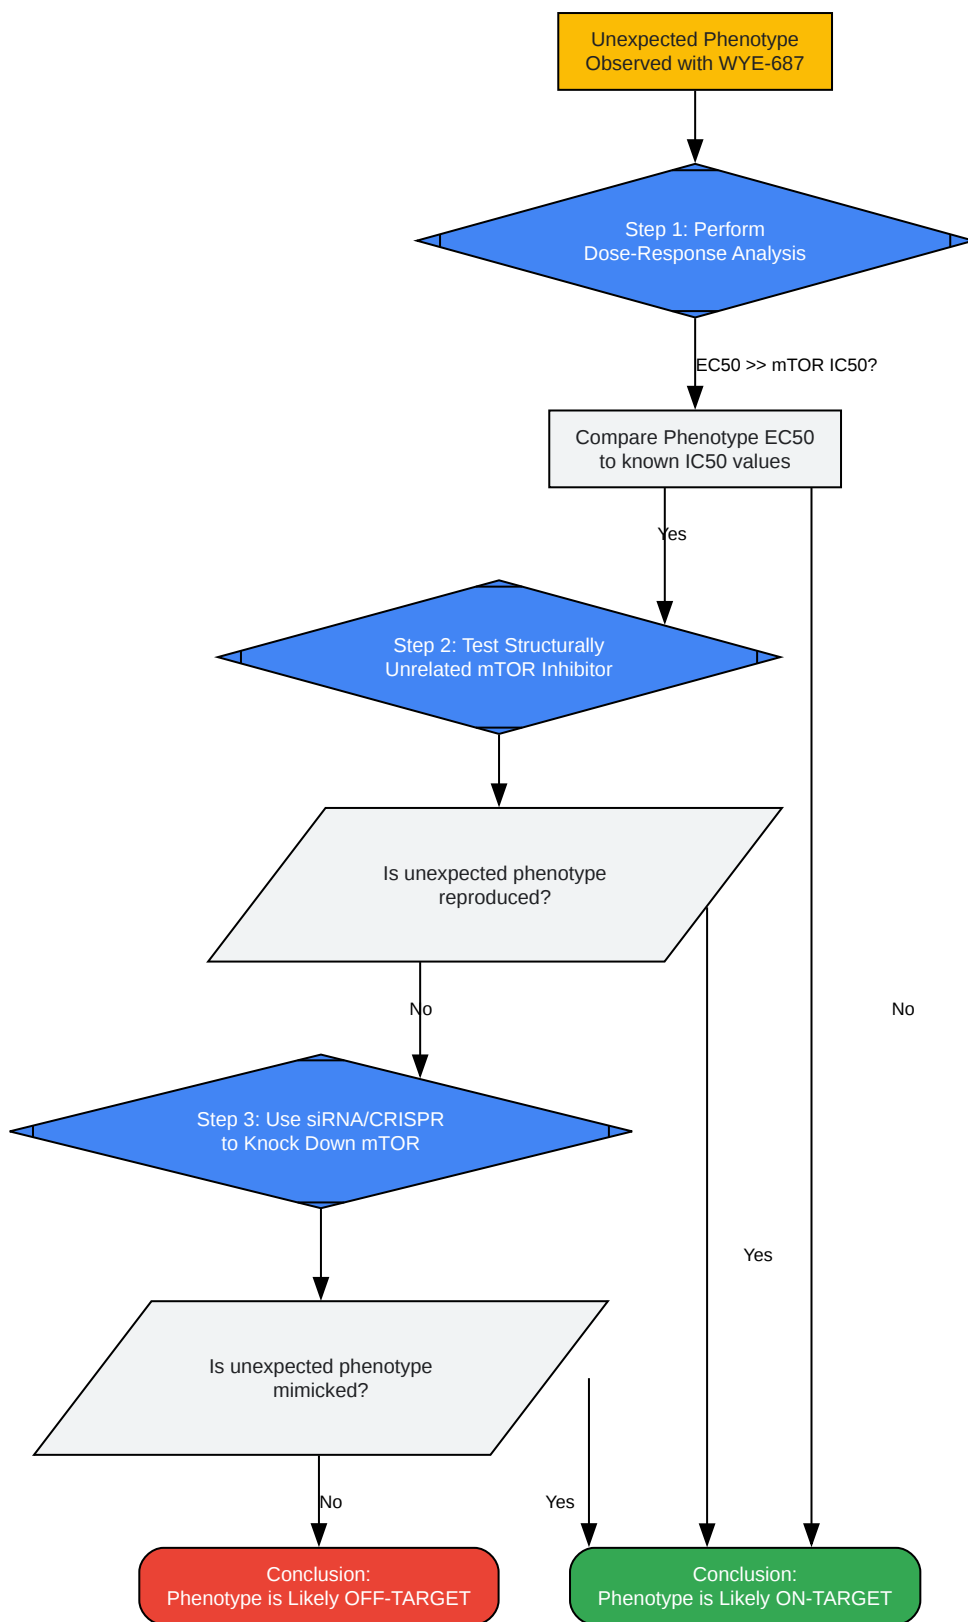 Unexpected Phenotype
Observed with WYE-687
Step 1: Perform
Dose-Response Analysis
EC50 >> mTOR IC50?
Compare Phenotype EC50
to known IC50 values
Yes
Step 2: Test Structurally
Unrelated mTOR Inhibitor
Is unexpected phenotype
reproduced?
No
No
Step 3: Use siRNA/CRISPR
to Knock Down mTOR
Yes
Is unexpected phenotype
mimicked?
No
Yes
Conclusion:
Phenotype is Likely OFF-TARGET
Conclusion:
Phenotype is Likely ON-TARGET